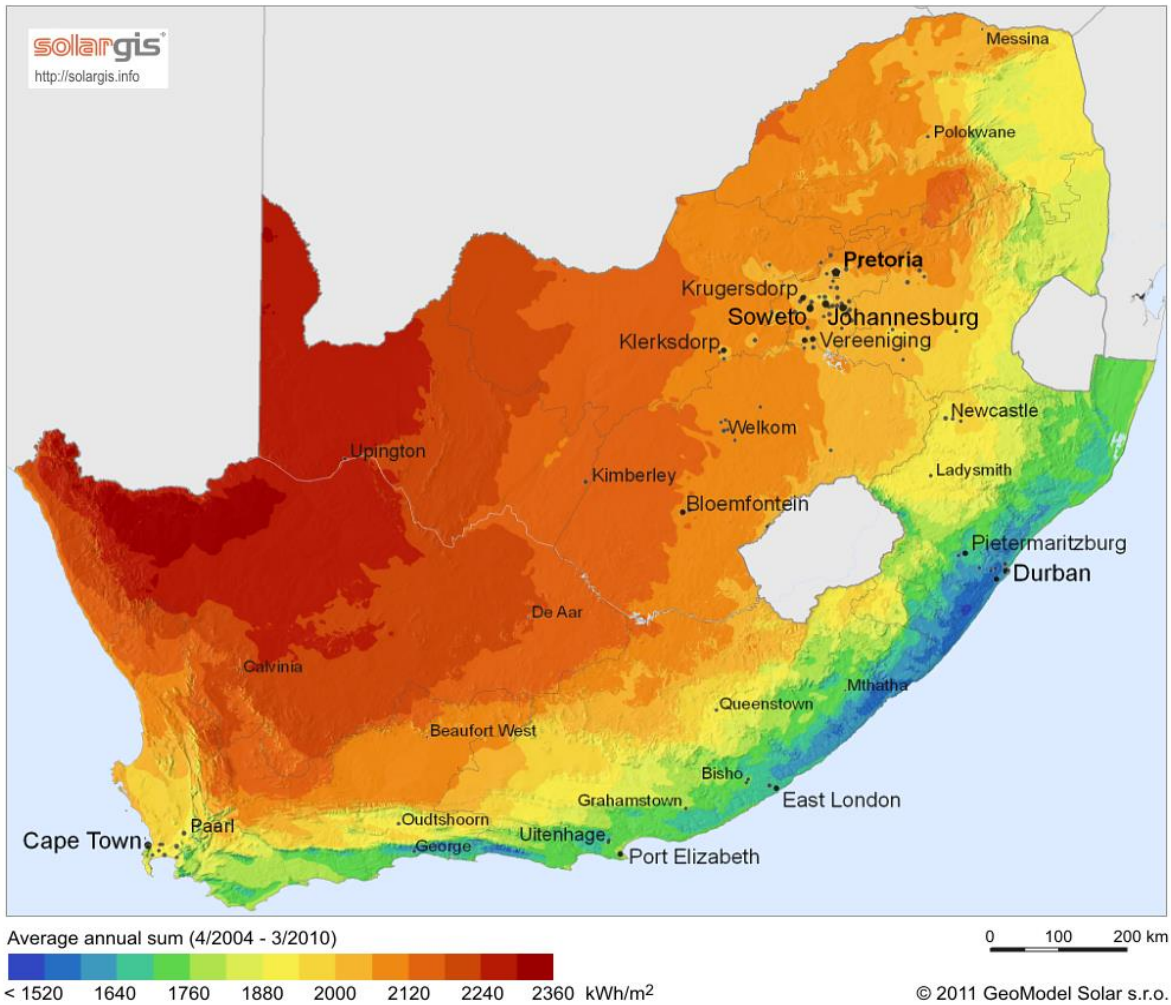 solargis
http://solargis.info
Messina
Polokwane
Pretoria
Krugersdorp
Soweto
Johannesburg
Klerksdorp
Vereeniging
Newcastle
Welkom
Upington
Ladysmith
Kimberley
Bloemfontein
Pietermaritzburg
Durban
De Aar
Calvinia
Mthatha
Queenstown
Beaufort West
Bisho
East London
Grahamstown
Oudtshoorn
Paarl
Uitenhage
Cape Town
George
Port Elizabeth
Average annual sum (4/2004 - 3/2010)
0 100 200 km
< 1520 1640 1760 1880 2000 2120 2240 2360 kWh/m2
© 2011 GeoModel Solar s.r.o.